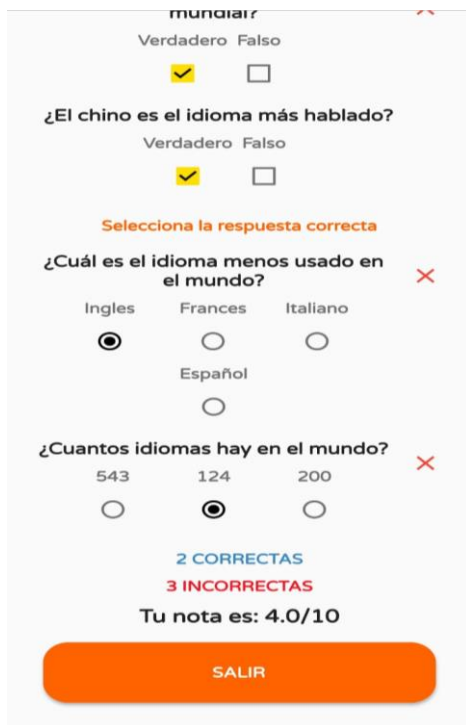 mundial?
Verdadero Falso
¿El chino es el idioma más hablado?
Verdadero Falso
Selecciona la respuesta correcta
¿Cuál es el idioma menos usado en
el mundo?
Ingles Frances Italiano
Español
¿Cuantos idiomas hay en el mundo?
543 124 200
2 CORRECTAS
3 INCORRECTAS
Tu nota es: 4.0/10
SALIR